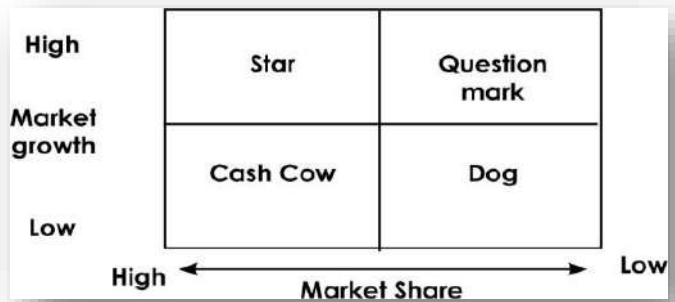 High
Star
Question
mark
Market
growth
Cash Cow
Dog
Low
High
Market Share
Low